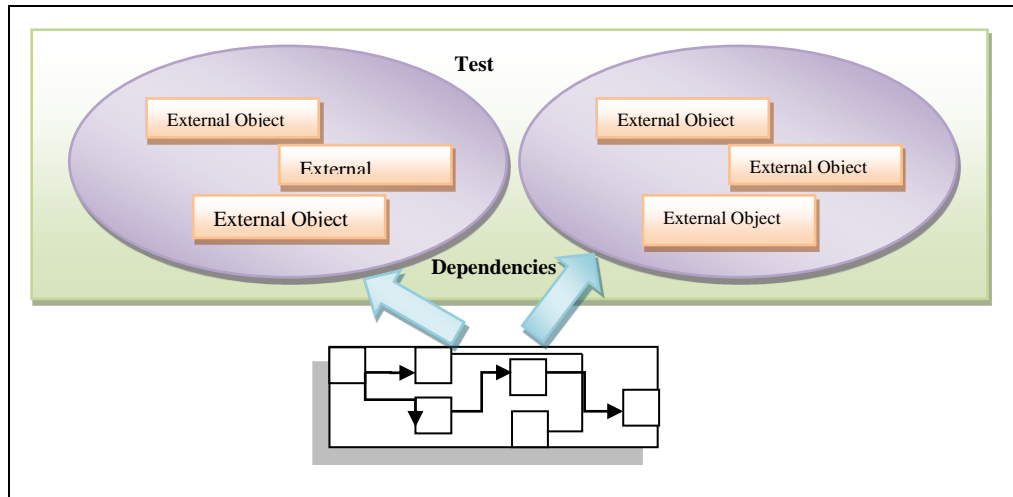 Test
External Object
External
External Object
External Object
External Object
External Object
Dependencies